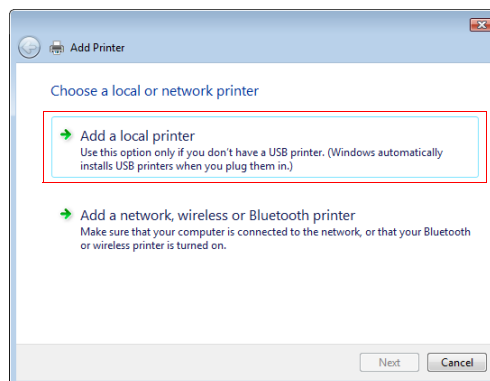 Add Printer
Choose a local or network printer
Add a local printer
Use this option only if you don't have a USB printer. (Windows automatically
installs USB printers when you plug them in.)
Add a network, wireless or Bluetooth printer
Make sure that your computer is connected to the network, or that your Bluetooth
or wireless printer is turned on.
Next Cancel